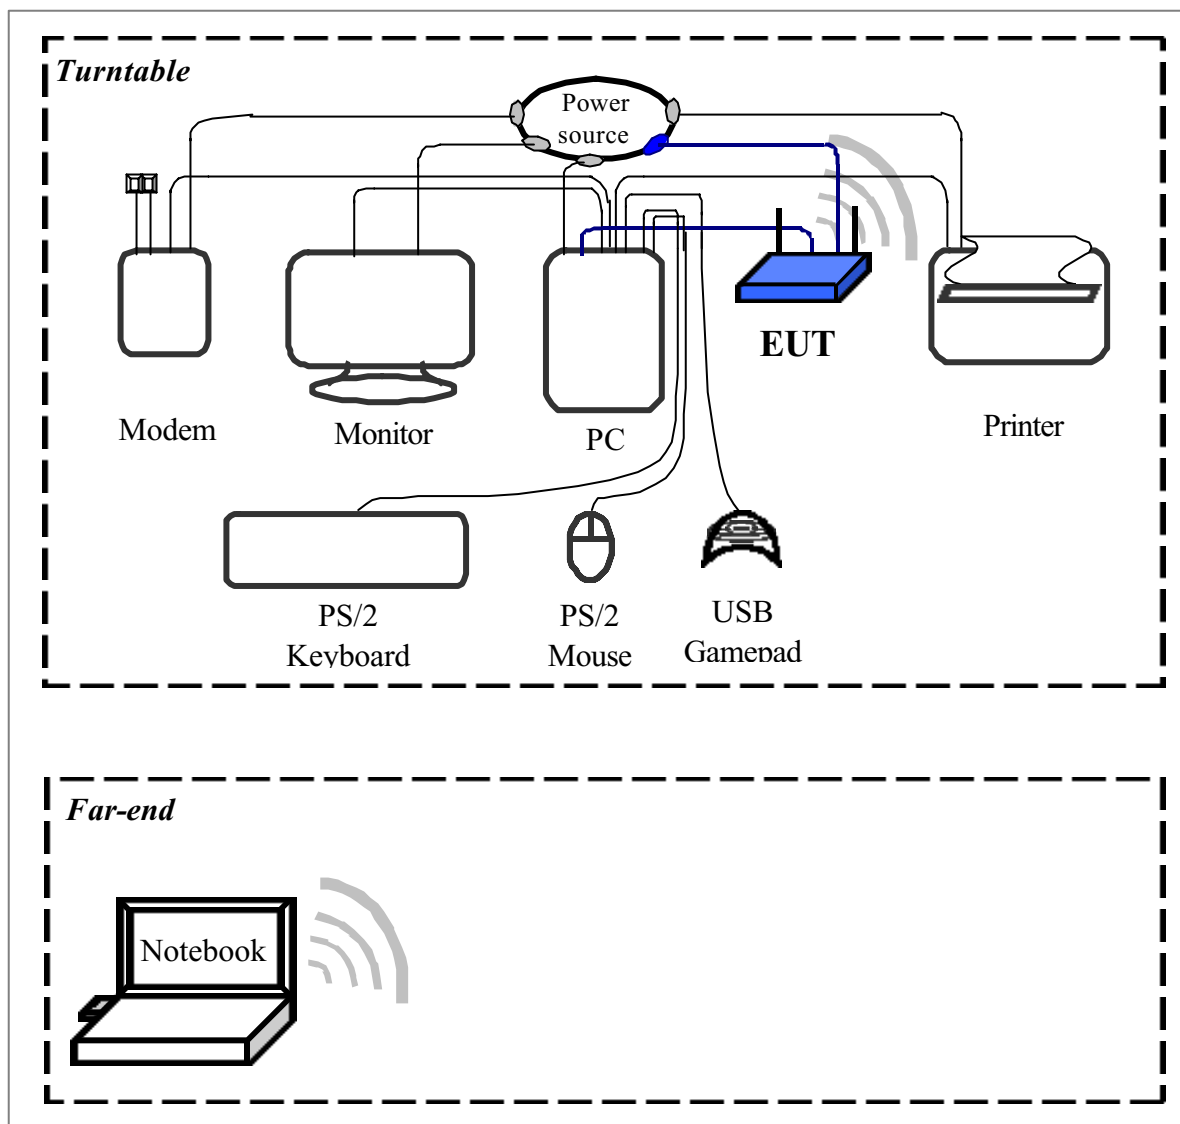 Turntable
Power
source
EUT
Modem
Monitor
PC
Printer
PS/2
Keyboard
PS/2
Mouse
USB
Gamepad
Far-end
Notebook